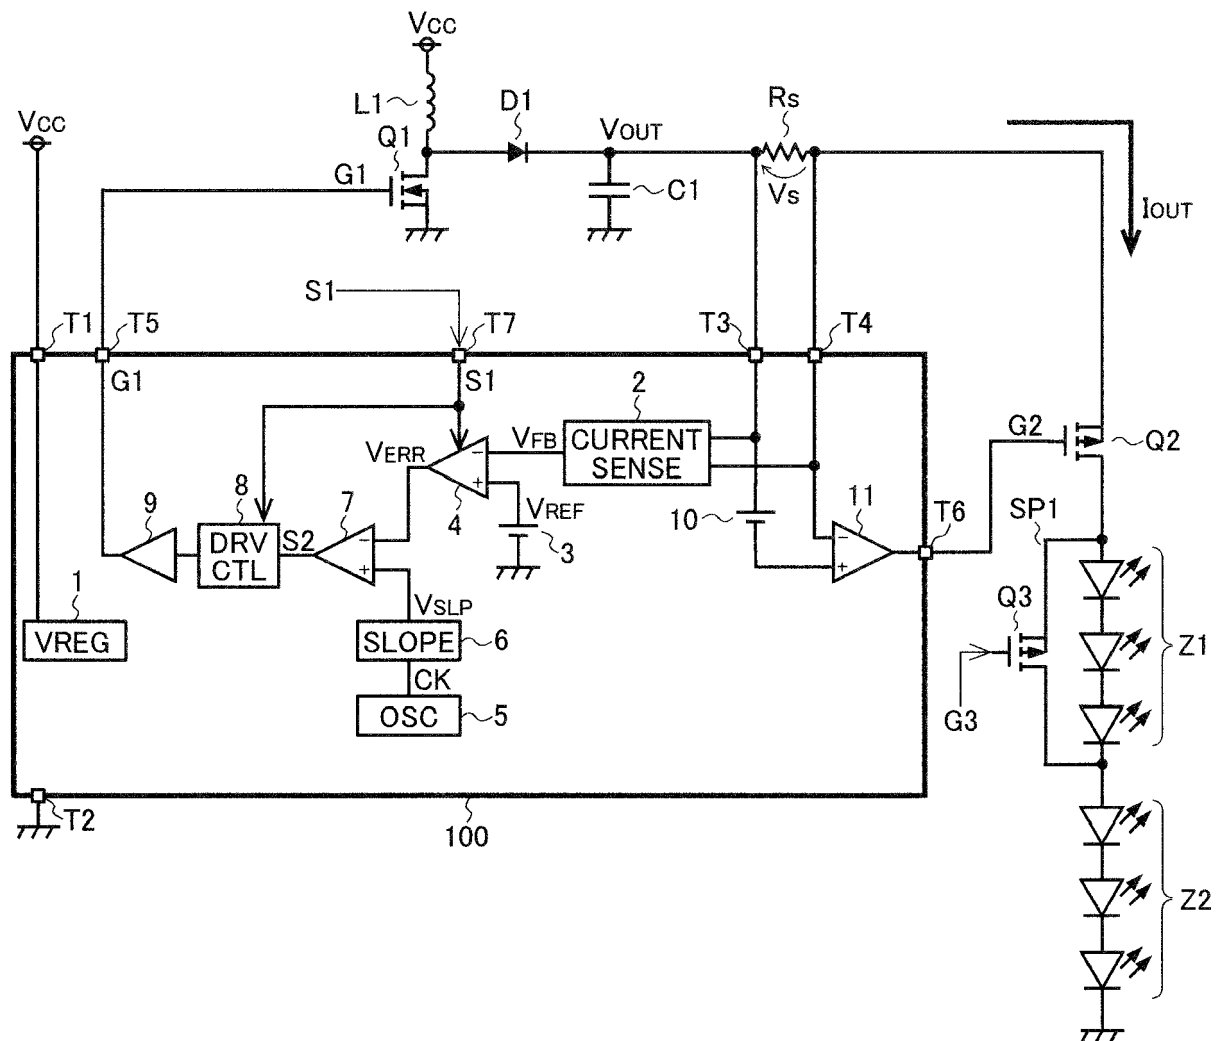 VCC
L1
D1
RS
VCC
Q1
VOUT
G1
C1
VS
IOUT
S1
T1
T5
T7
T3
T4
G1
S1
2
G2
Q2
VERR
VFB
CURRENT
SENSE
9
8
7
4
VREF
10
11
T6
SP1
DRV
CTL
S2
3
Q3
1
VSLP
Z1
VREG
SLOPE
6
CK
OSC
5
G3
T2
100
Z2
−
+
−
+
−
+